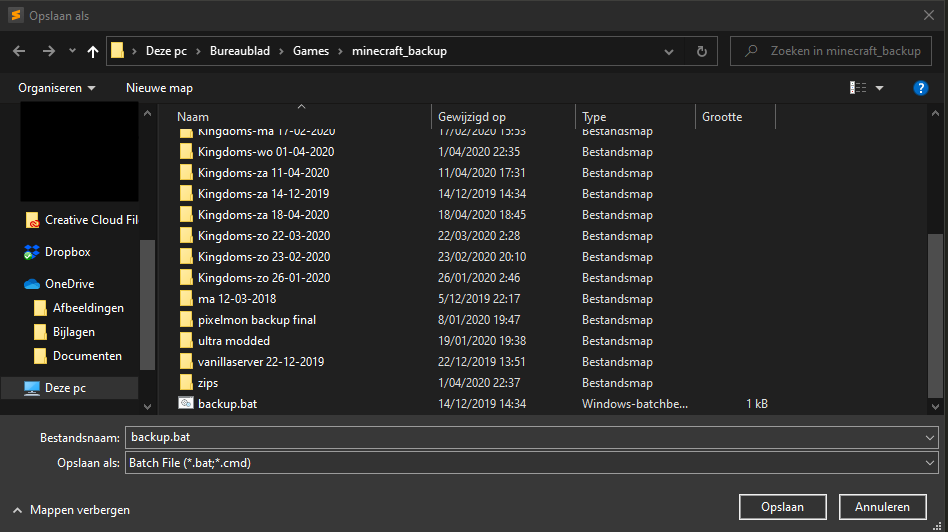 Opslaan als
Deze pc › Bureaublad › Games › minecraft_backup
Zoeken in minecraft_backup
Organiseren Nieuwe map ?
Naam Gewijzigd op Type Grootte
Kingdoms-ma 17-02-2020 17/02/2020 15:53 Bestandsmap
Kingdoms-wo 01-04-2020 1/04/2020 22:35 Bestandsmap
Kingdoms-za 11-04-2020 11/04/2020 17:31 Bestandsmap
Kingdoms-za 14-12-2019 14/12/2019 14:34 Bestandsmap
Kingdoms-za 18-04-2020 18/04/2020 18:45 Bestandsmap
Kingdoms-zo 22-03-2020 22/03/2020 2:28 Bestandsmap
Kingdoms-zo 23-02-2020 23/02/2020 20:10 Bestandsmap
Kingdoms-zo 26-01-2020 26/01/2020 2:46 Bestandsmap
ma 12-03-2018 5/12/2019 22:17 Bestandsmap
pixelmon backup final 8/01/2020 19:47 Bestandsmap
ultra modded 19/01/2020 19:38 Bestandsmap
vanillaserver 22-12-2019 22/12/2019 13:51 Bestandsmap
zips 1/04/2020 22:37 Bestandsmap
backup.bat 14/12/2019 14:34 Windows-batchbe... 1 kB
Creative Cloud Fil
Dropbox
OneDrive
Afbeeldingen
Bijlagen
Documenten
Deze pc
Bestandsnaam: backup.bat
Opslaan als: Batch File (*.bat;*.cmd)
Mappen verbergen
Opslaan
Annuleren